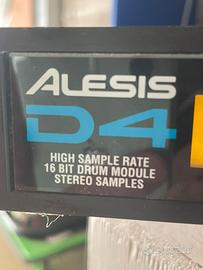 ALESIS
D4
HIGH SAMPLE RATE
16 BIT DRUM MODULE
STEREO SAMPLES